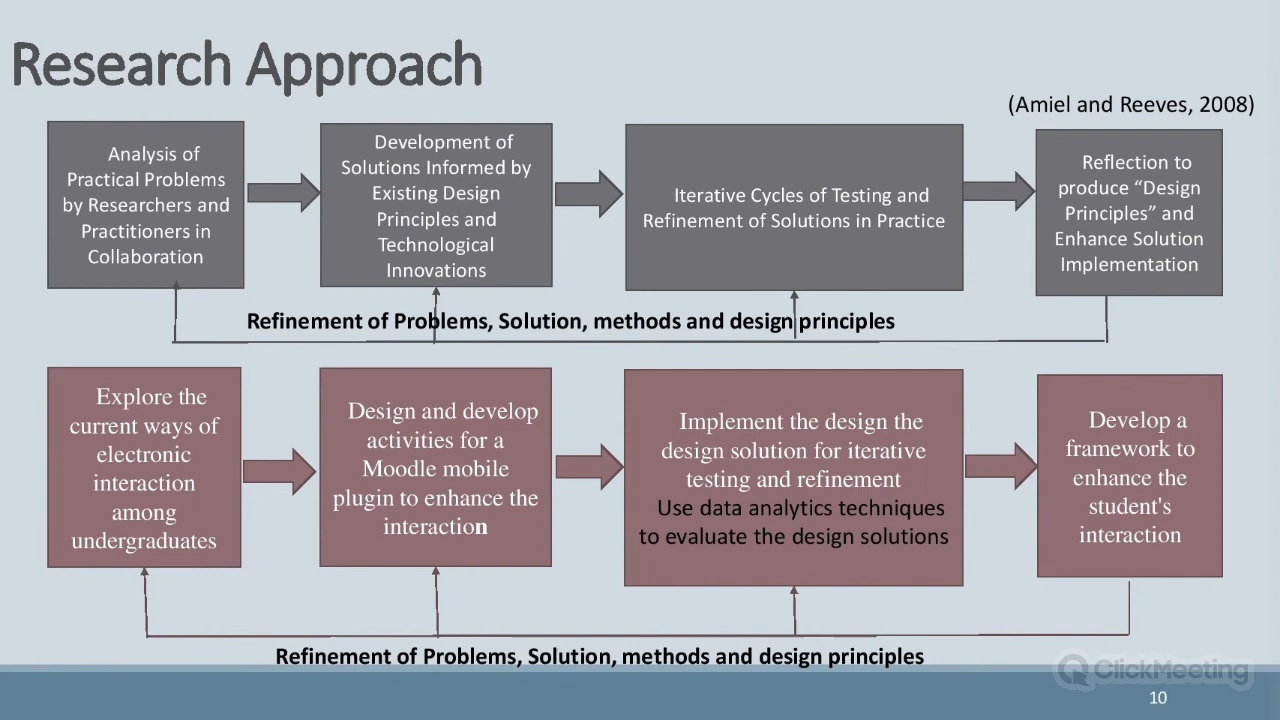 Research Approach
(Amiel and Reeves, 2008)
Analysis of
Practical Problems
by Researchers and
Practitioners in
Collaboration
Development of
Solutions Informed by
Existing Design
Principles and
Technological
Innovations
Iterative Cycles of Testing and
Refinement of Solutions in Practice
Reflection to
produce “Design
Principles” and
Enhance Solution
Implementation
Refinement of Problems, Solution, methods and design principles
Explore the
current ways of
electronic
interaction
among
undergraduates
Design and develop
activities for a
Moodle mobile
plugin to enhance the
interaction
Implement the design the
design solution for iterative
testing and refinement
Use data analytics techniques
to evaluate the design solutions
Develop a
framework to
enhance the
student's
interaction
Refinement of Problems, Solution, methods and design principles
ClickMeeting
10